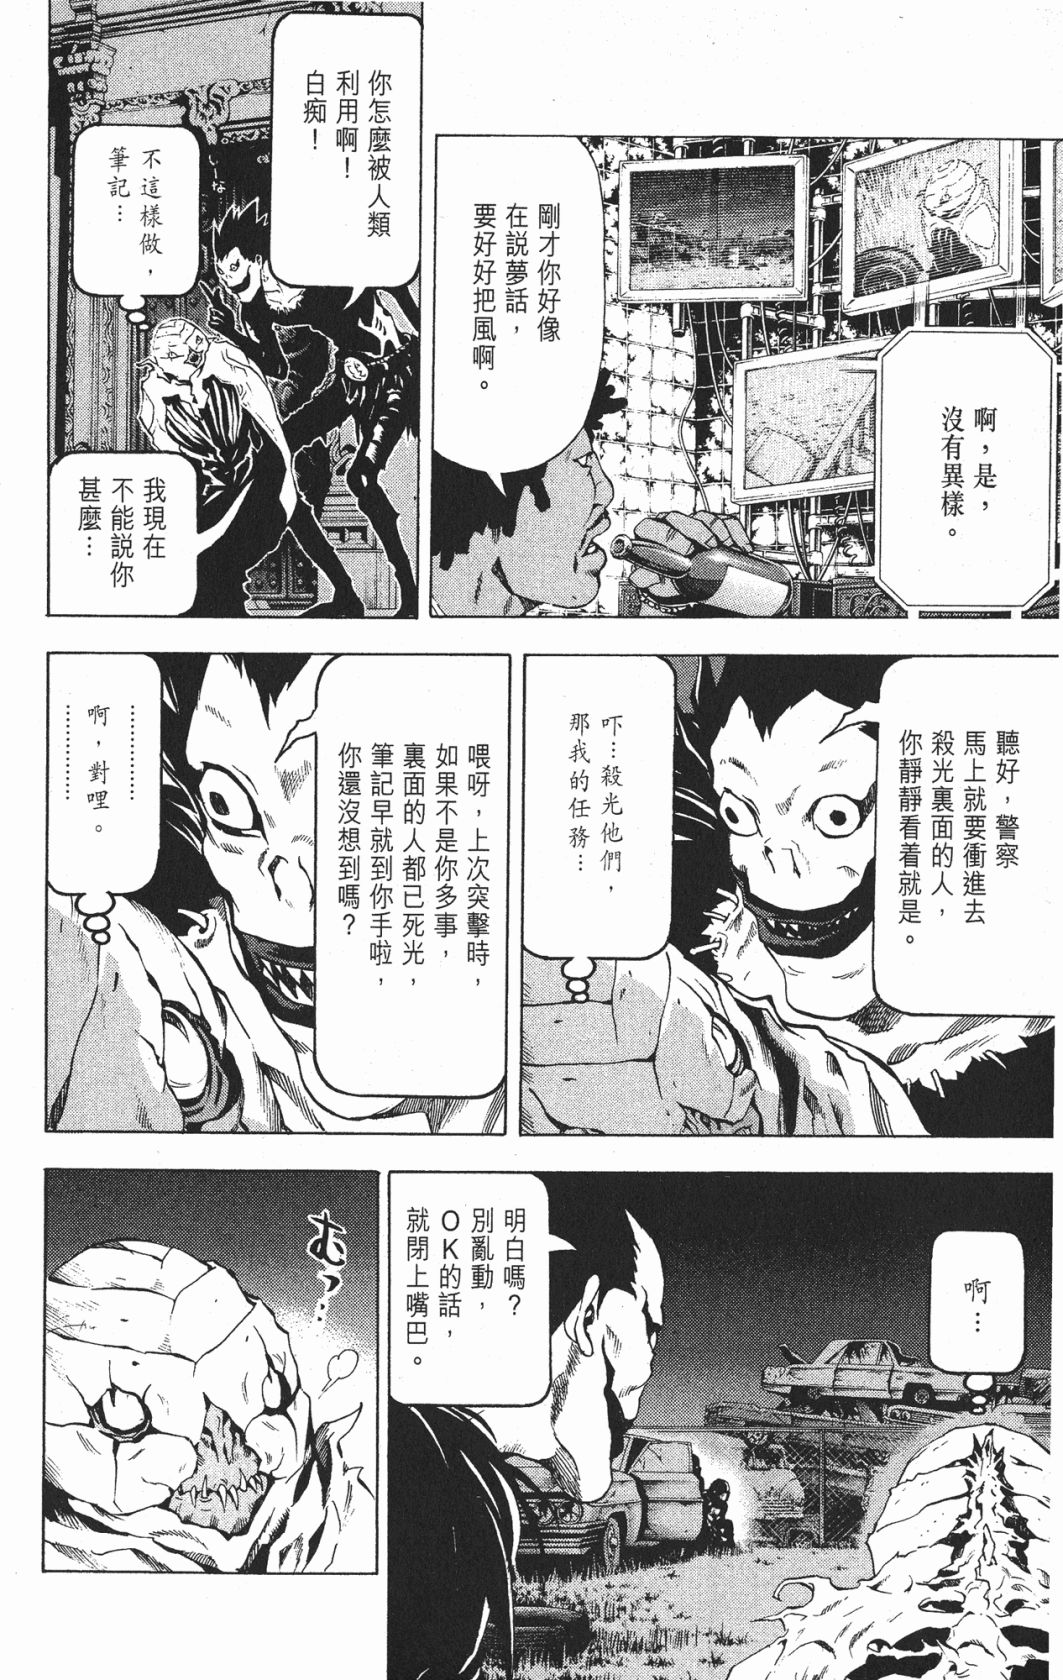 啊，是，
沒有異樣。
剛才你好像
在説夢話，
要好好把風啊。
你怎麼被人類
利用啊！
白痴！
…な
不這樣做，
筆記…
我現在
不能説你
甚麼…
聽好，警察
馬上就要衝進去
殺光裏面的人，
你靜靜看着就是。
吓…殺光他們，
那我的任務…
喂呀，上次突擊時，
如果不是你多事，
裏面的人都已死光，
筆記早就到你手啦，
你還沒想到嗎？
…………
啊，對哩。
…………
啊…
明白嗎？
別亂動，
OK的話，
就閉上嘴巴。
むっ…